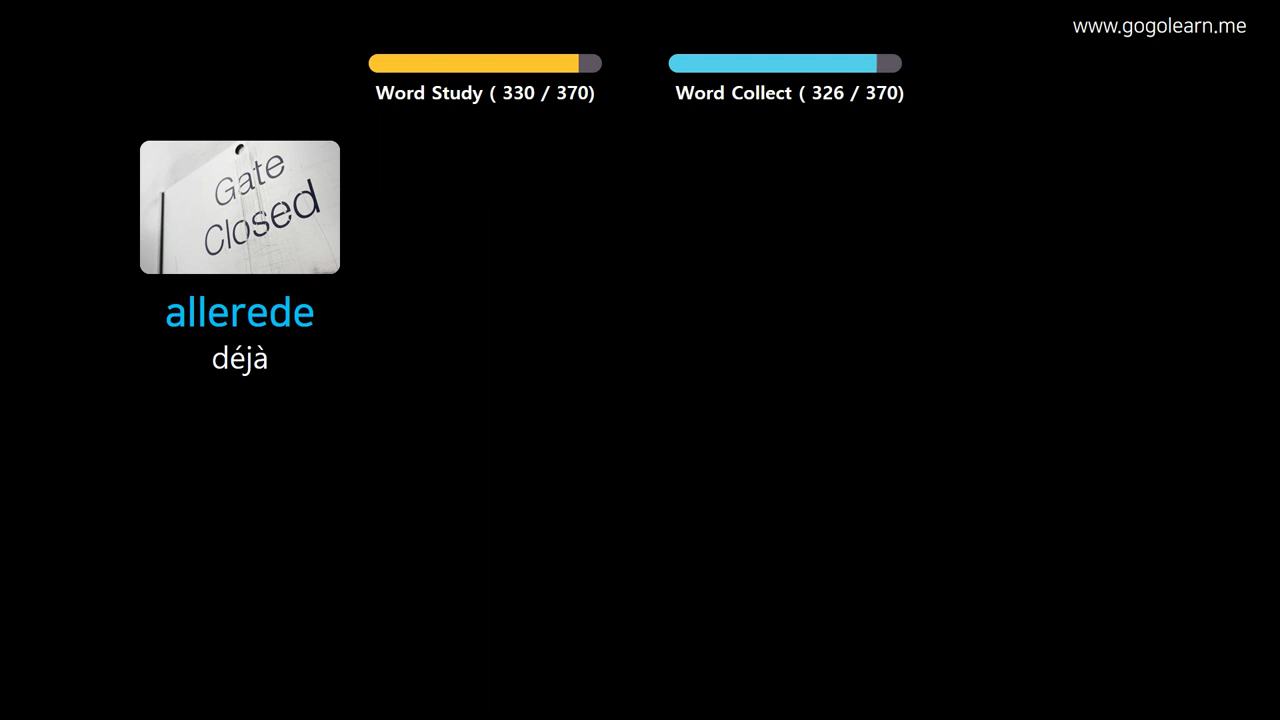 www.gogolearn.me
Word Study ( 330 / 370)
Word Collect ( 326 / 370)
Gate
Closed
allerede
déjà